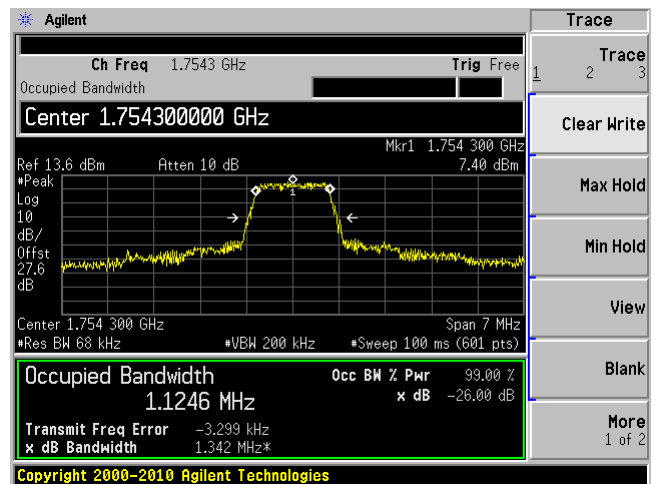 Agilent
Trace
Ch Freq 1.7543 GHz Trig Free
Occupied Bandwidth
Center 1.754300000 GHz
Mkr1 1.754 300 GHz
Ref 13.6 dBm Atten 10 dB 7.40 dBm
#Peak
Log
10
dB/
Offst
27.6
dB
1
Center 1.754 300 GHz Span 7 MHz
#Res BW 68 kHz #VBW 200 kHz #Sweep 100 ms (601 pts)
Occupied Bandwidth Occ BW % Pwr 99.00 %
1.1246 MHz x dB -26.00 dB
Transmit Freq Error -3.299 kHz
x dB Bandwidth 1.342 MHz*
Copyright 2000-2010 Agilent Technologies
Trace
1 2 3
Clear Write
Max Hold
Min Hold
View
Blank
More
1 of 2